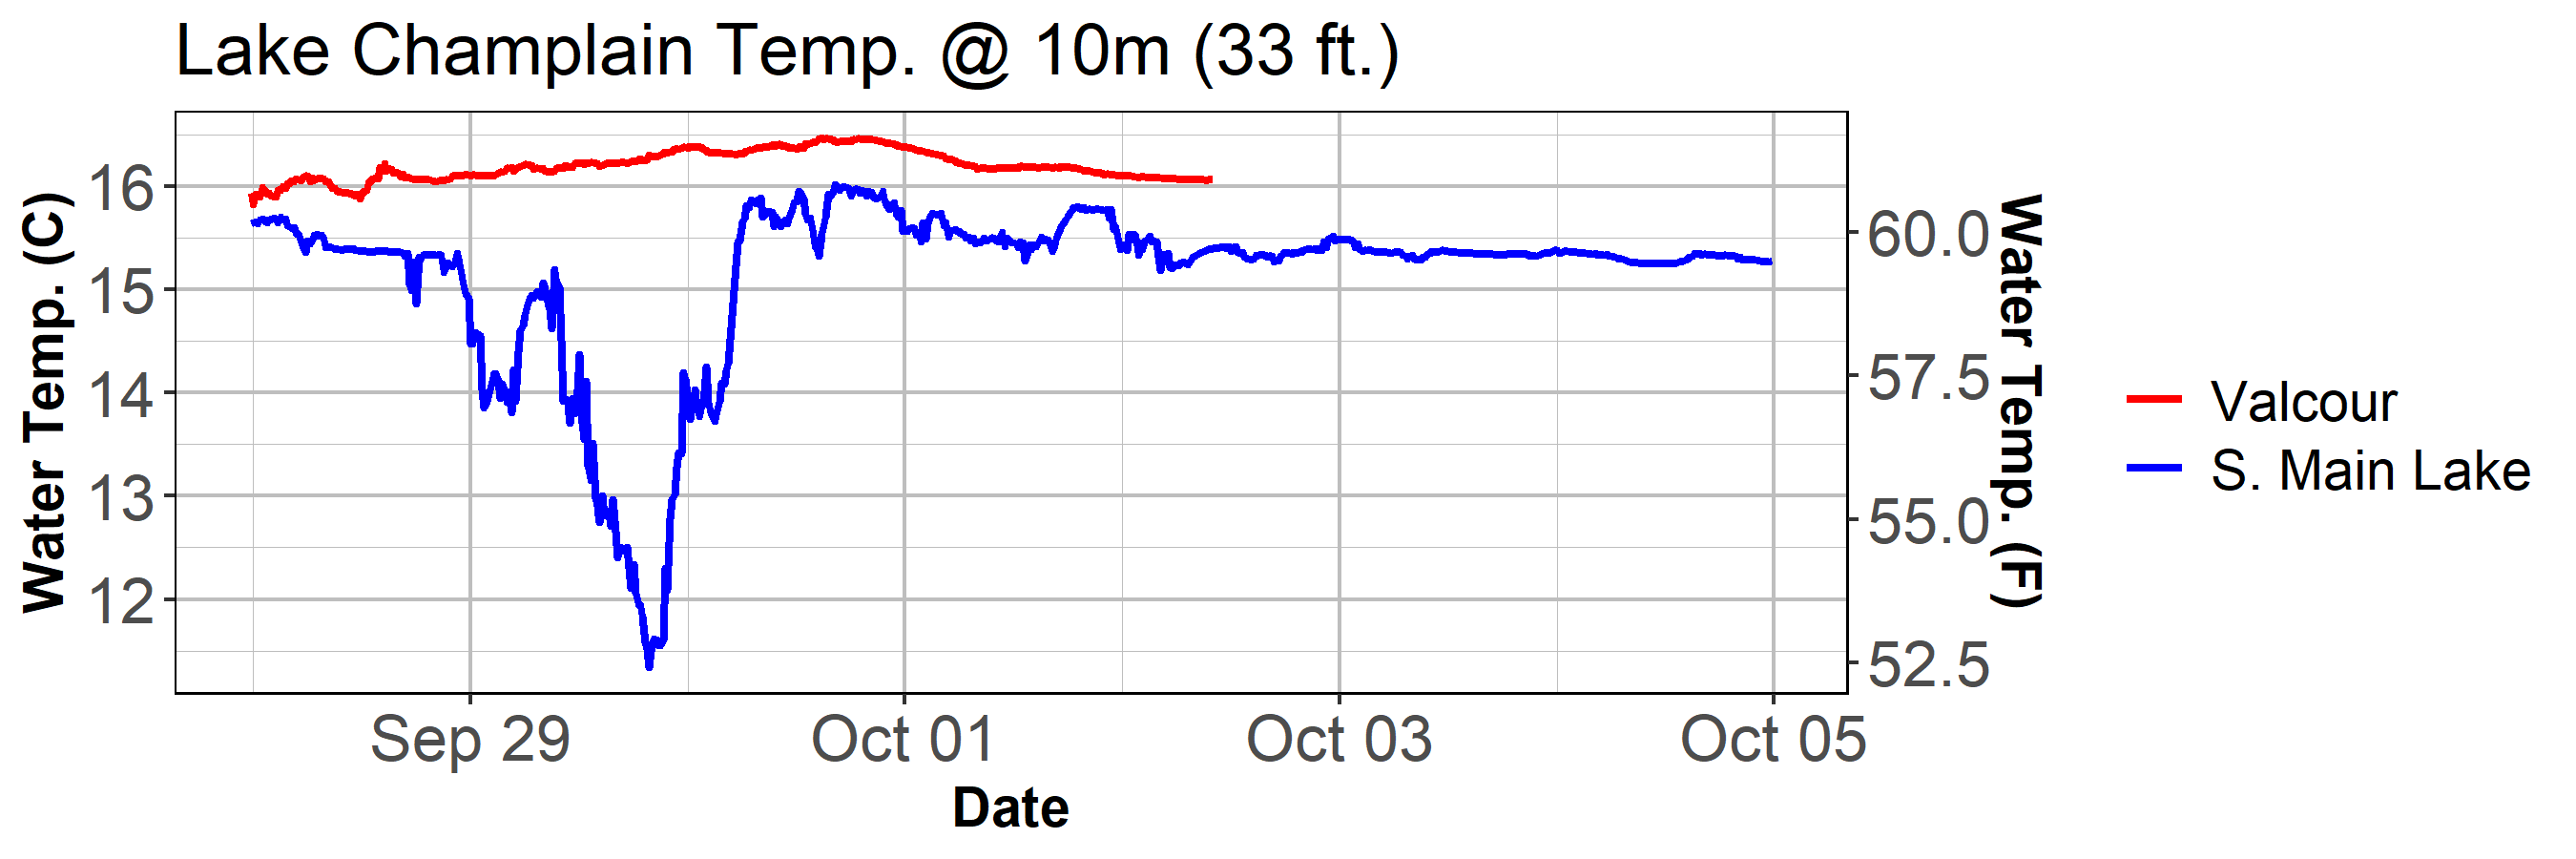 Lake Champlain Temp. @ 10m (33 ft.)
Water Temp. (C)
16
15
14
13
12
60.0
57.5
55.0
52.5
Water Temp. (F)
Sep 29
Oct 01
Oct 03
Oct 05
Date
Valcour
S. Main Lake